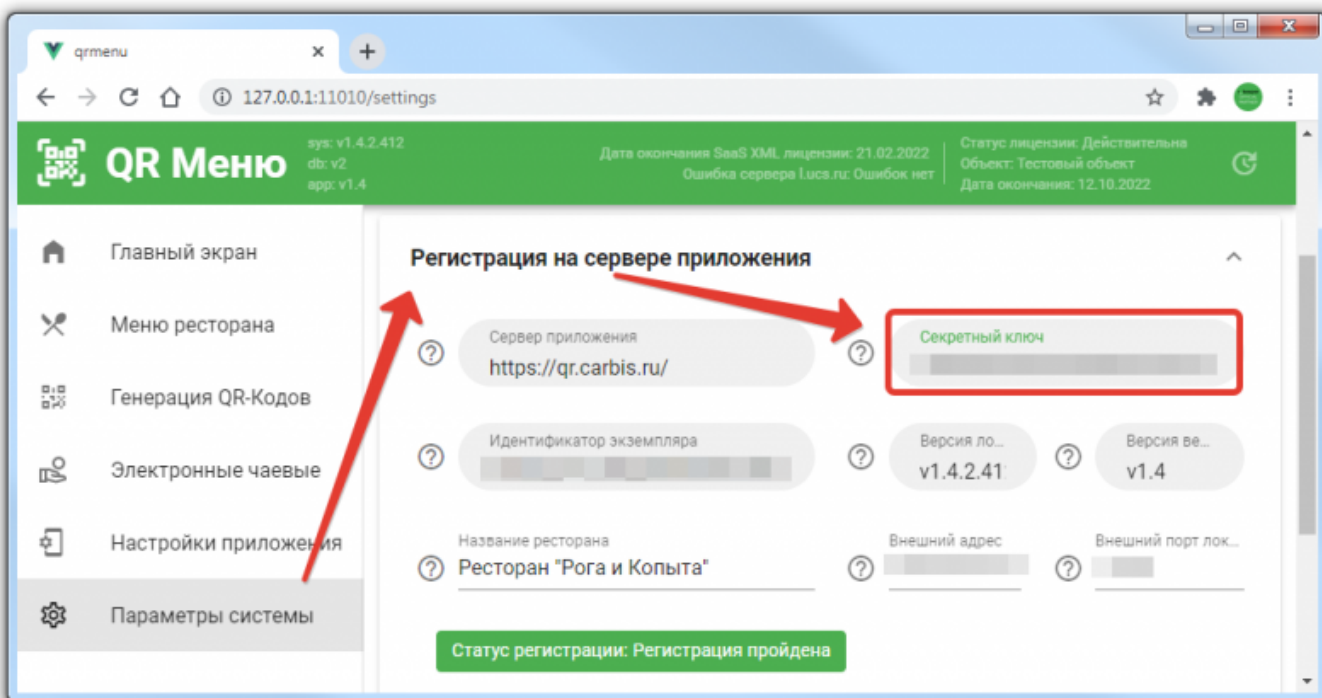 qrmenu
127.0.0.1:11010/settings
QR Меню
sys: v1.4.2.412
db: v2
app: v1.4
Дата окончания SaaS XML лицензии: 21.02.2022
Ошибка сервера l.ucs.ru: Ошибок нет
Статус лицензии: Действительна
Объект: Тестовый объект
Дата окончания: 12.10.2022
Главный экран
Меню ресторана
Генерация QR-Кодов
Электронные чаевые
Настройки приложения
Параметры системы
Регистрация на сервере приложения
Сервер приложения
https://qr.carbis.ru/
Секретный ключ
Идентификатор экземпляра
Версия ло...
v1.4.2.41
Версия ве...
v1.4
Название ресторана
Ресторан "Рога и Копыта"
Внешний адрес
Внешний порт лок...
Статус регистрации: Регистрация пройдена